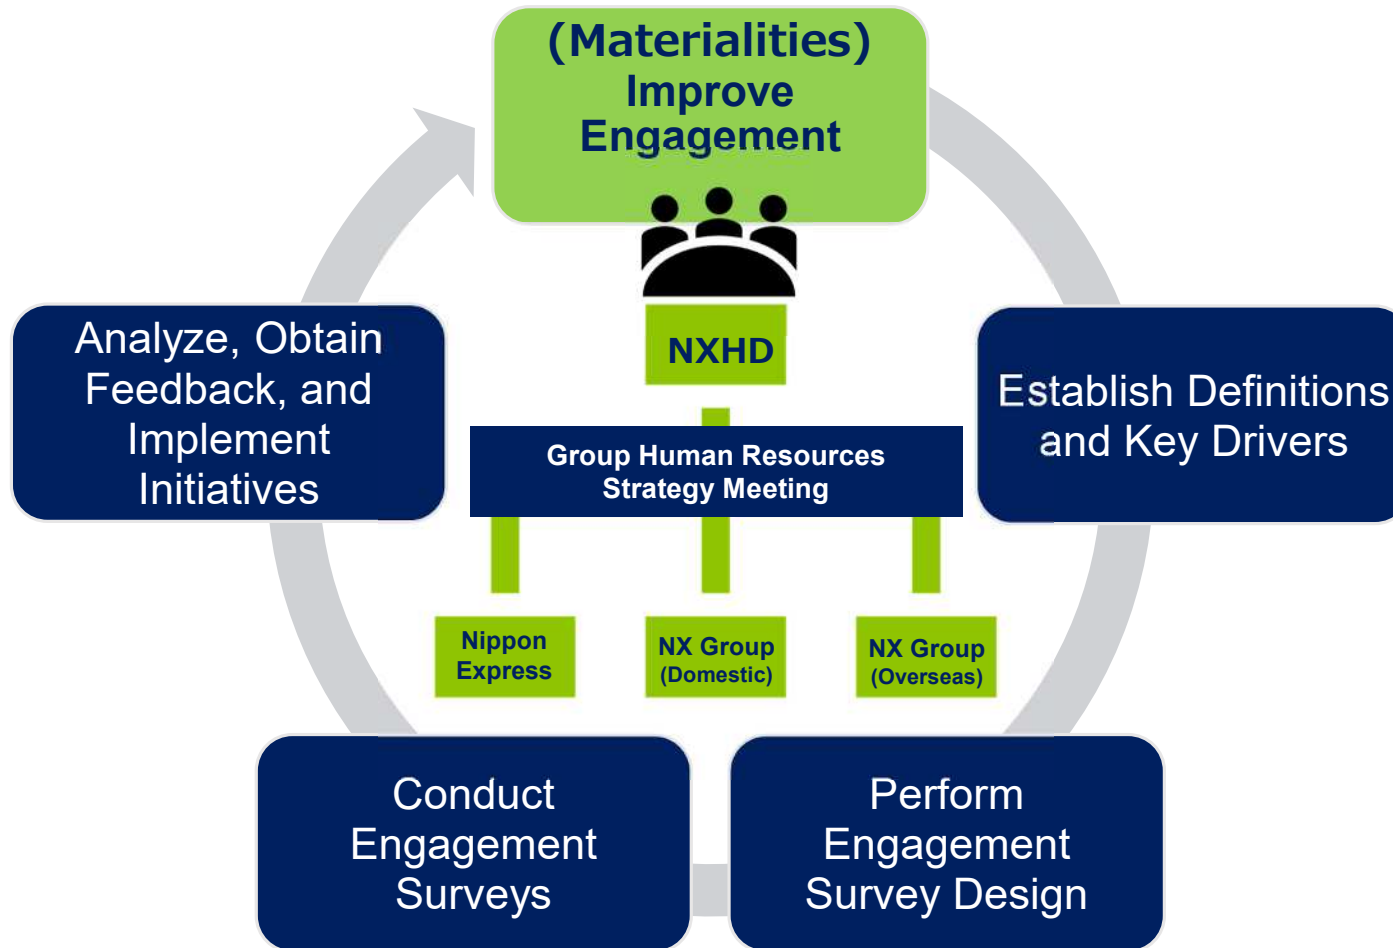 (Materialities)
Improve
Engagement
NXHD
Group Human Resources
Strategy Meeting
Nippon
Express
NX Group
(Domestic)
NX Group
(Overseas)
Establish Definitions
and Key Drivers
Perform
Engagement
Survey Design
Conduct
Engagement
Surveys
Analyze, Obtain
Feedback, and
Implement
Initiatives